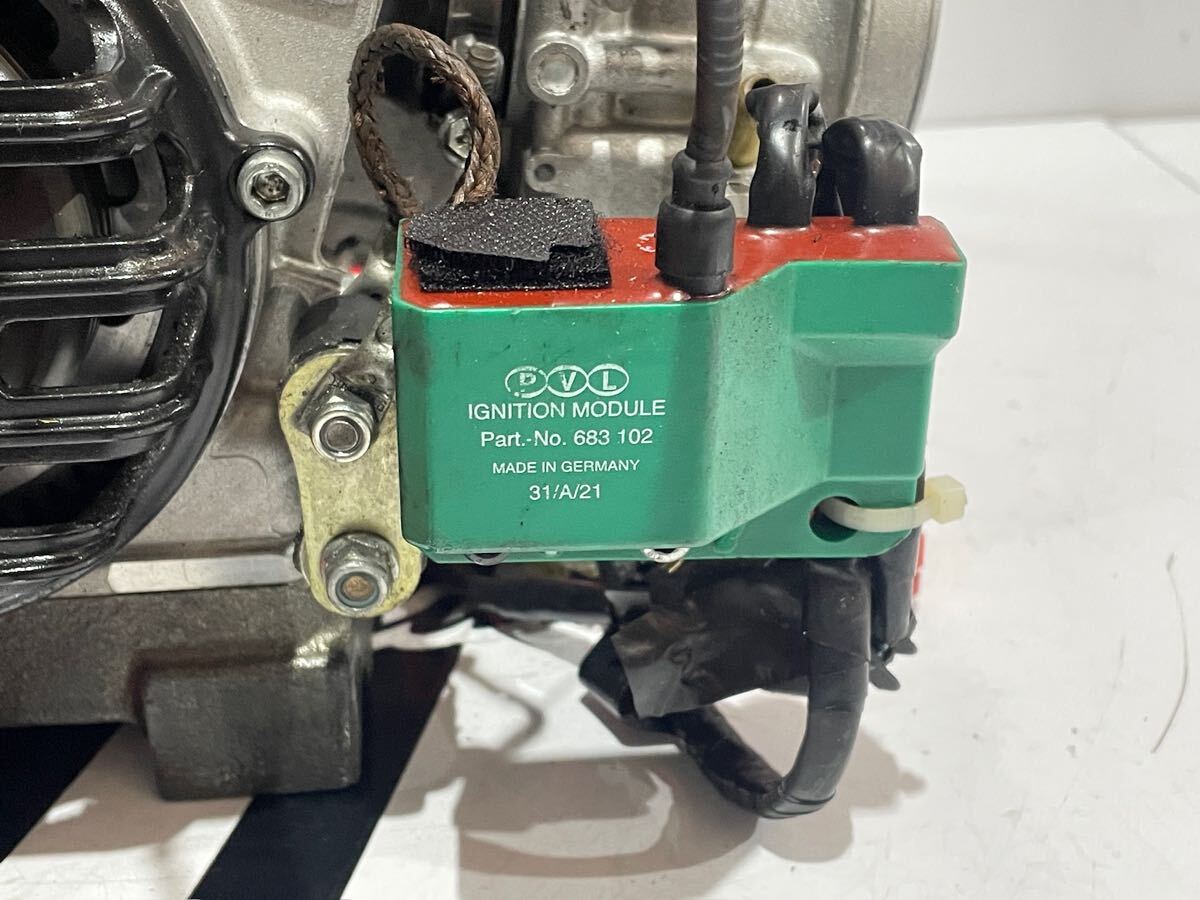 PVL
IGNITION MODULE
Part.-No. 683 102
MADE IN GERMANY
31/A/21